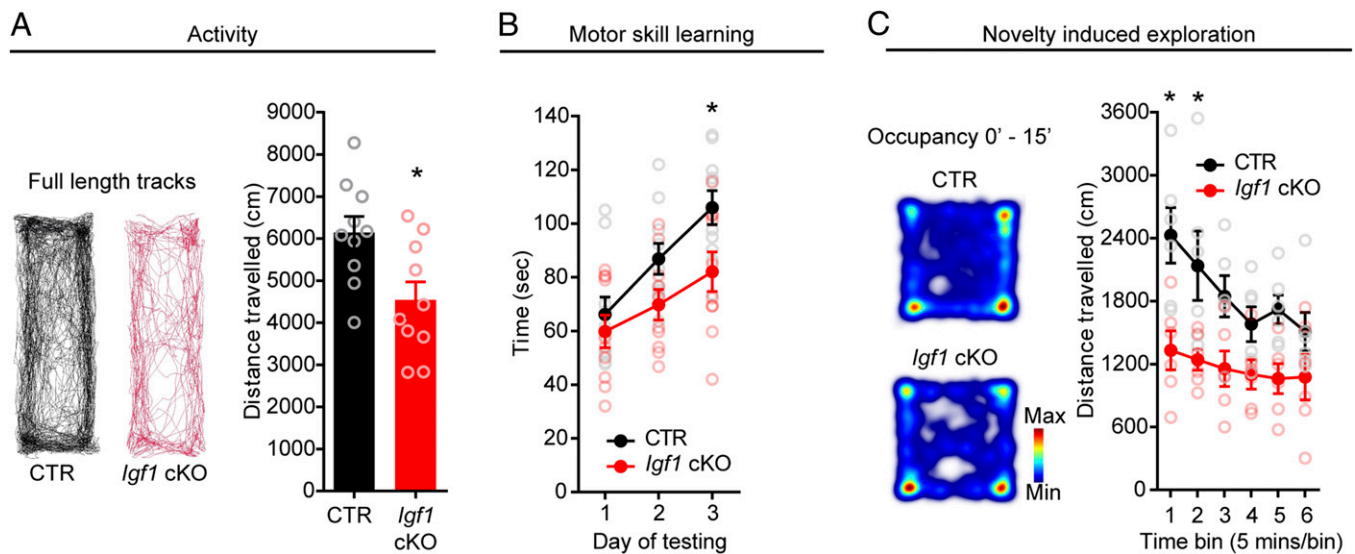 A
Activity
Full length tracks
CTR
Igf1 cKO
Distance travelled (cm)
9000
8000
7000
6000
5000
4000
3000
2000
1000
0
*
CTR
Igf1
cKO
B
Motor skill learning
Time (sec)
140
120
100
80
60
40
20
0
*
CTR
Igf1 cKO
1 2 3
Day of testing
C
Novelty induced exploration
Occupancy 0' - 15'
CTR
Igf1 cKO
Max
Min
Distance travelled (cm)
3600
3000
2400
1800
1200
600
0
* *
CTR
Igf1 cKO
1 2 3 4 5 6
Time bin (5 mins/bin)